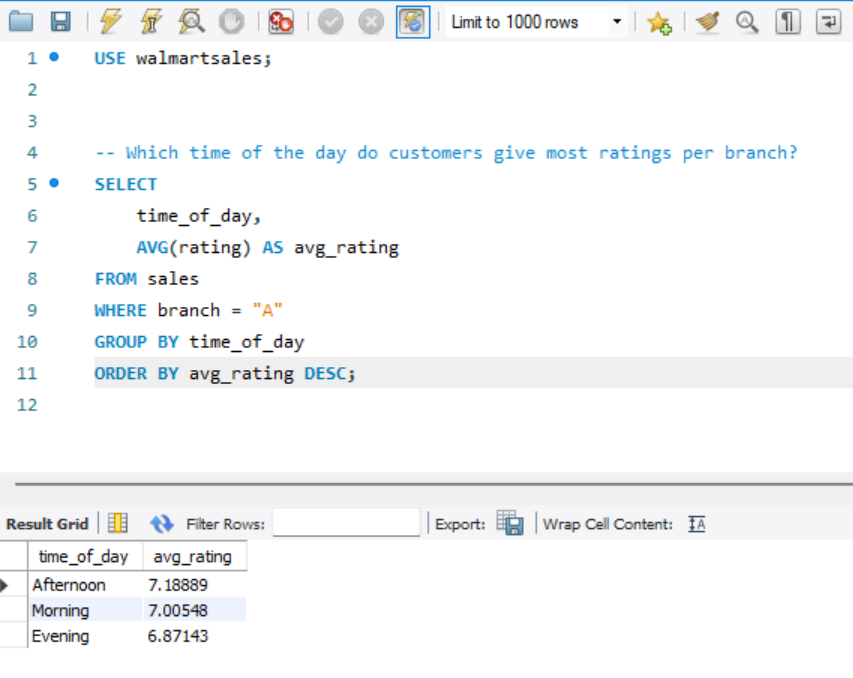 Limit to 1000 rows
1 USE walmartsales;
2
3
4 -- Which time of the day do customers give most ratings per branch?
5 SELECT
6 time_of_day,
7 AVG(rating) AS avg_rating
8 FROM sales
9 WHERE branch = "A"
10 GROUP BY time_of_day
11 ORDER BY avg_rating DESC;
12
Result Grid Filter Rows: Export: Wrap Cell Content: IA
time_of_day avg_rating
Afternoon 7.18889
Morning 7.00548
Evening 6.87143